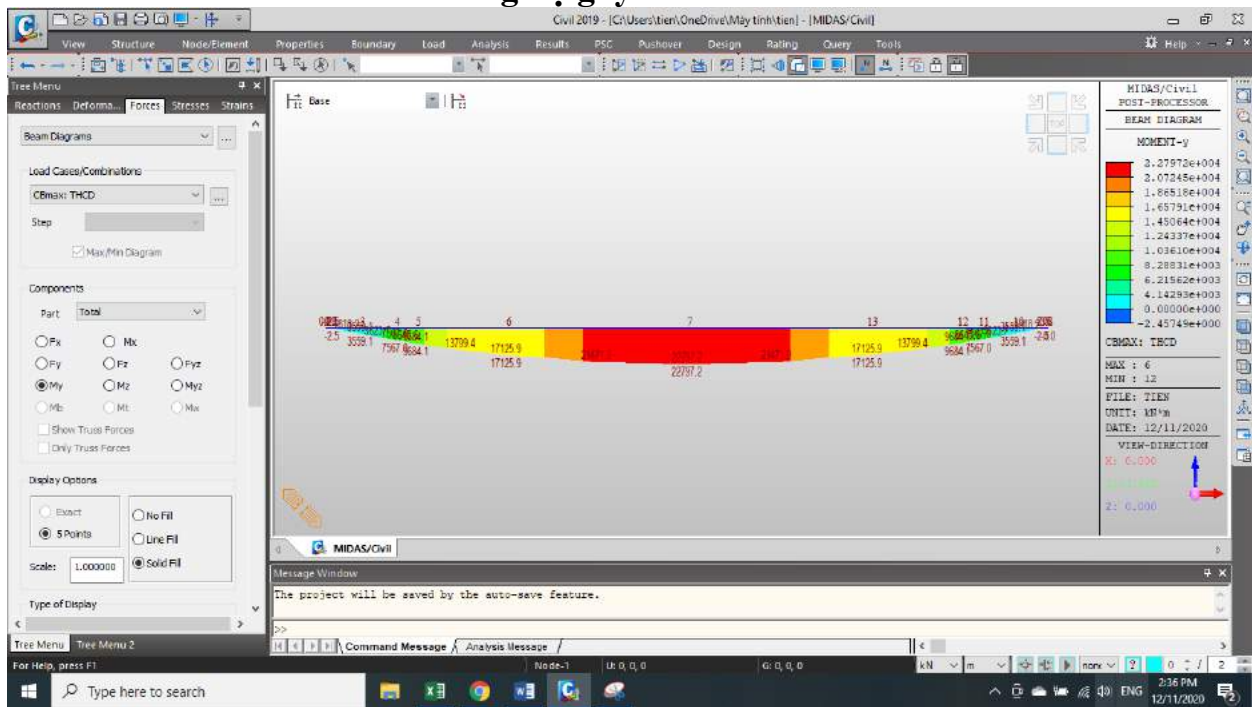 Civil 2019 - [C:\Users\tien\OneDrive\Máy tính\tien] - [MIDAS/Civil]
View Structure Node/Element Properties Boundary Load Analysis Results PSC Pushover Design Rating Query Tools Help
Tree Menu
Reactions Deforma... Forces Stresses Strains
Beam Diagrams
Load Cases/Combinations
CBmax: THCD
Step
Max/Min Diagram
Components
Part Total
Fx Mx
Fy Fz Fyz
My Mz Myz
Mb Mt Mw
Show Truss Forces
Only Truss Forces
Display Options
Exact No Fill
5 Points Line Fill
Scale: 1.000000 Solid Fill
Type of Display
Tree Menu Tree Menu 2
Base
4 5 6 7 13 12 11
-2.5 3559.1 7567.0 9684.1 13799.4 17125.9 17125.9 13799.4 9684.1 7567.0 3559.1
17125.9 22797.2 17125.9
MIDAS/Civil
POST-PROCESSOR
BEAM DIAGRAM
MOMENT-y
2.27972e+004
2.07245e+004
1.86518e+004
1.65791e+004
1.45064e+004
1.24337e+004
1.03610e+004
8.28831e+003
6.21562e+003
4.14293e+003
0.00000e+000
-2.45749e+000
CBMAX: THCD
MAX : 6
MIN : 12
FILE: TIEN
UNIT: kN*m
DATE: 12/11/2020
VIEW-DIRECTION
X: 0.000
Z: 0.000
MIDAS/Civil
Message Window
The project will be saved by the auto-save feature.
>>
Command Message Analysis Message
For Help, press F1 Node-1 U: 0, 0, 0 G: 0, 0, 0 kN m none 0 / 2
Type here to search
ENG 2:36 PM
12/11/2020